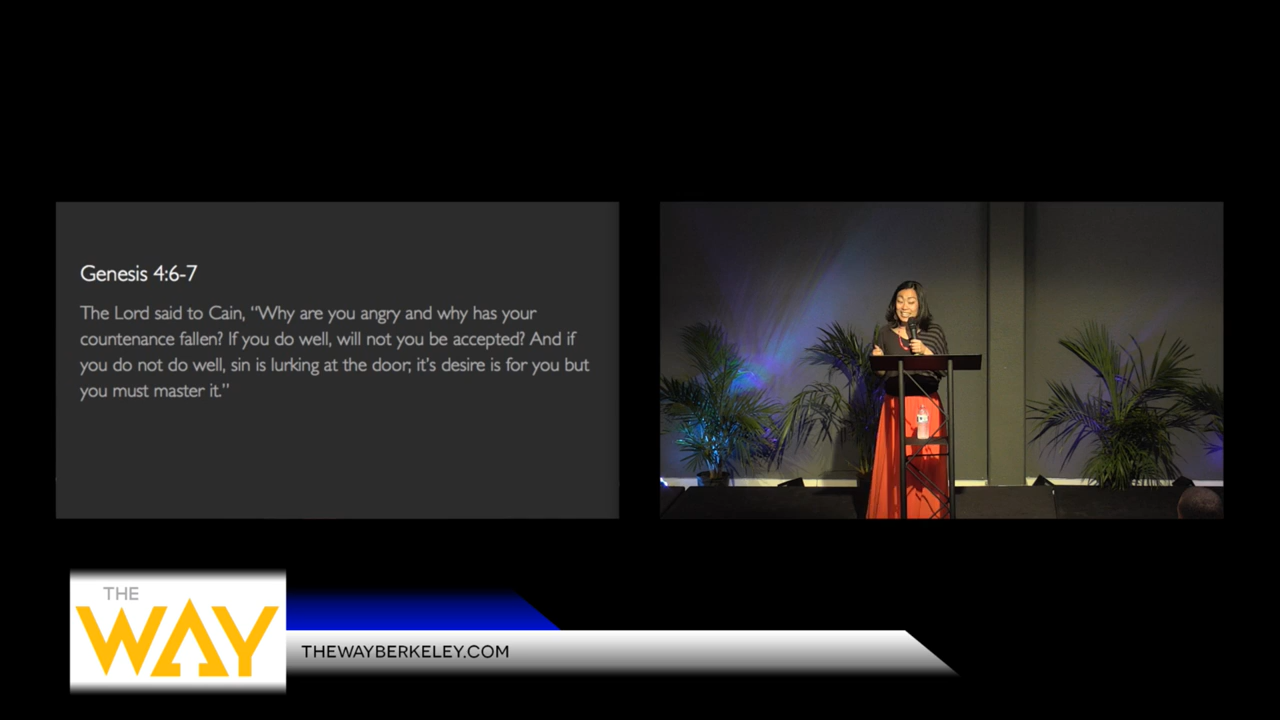 Genesis 4:6-7
The Lord said to Cain, “Why are you angry and why has your
countenance fallen? If you do well, will not you be accepted? And if
you do not do well, sin is lurking at the door; it’s desire is for you but
you must master it.”
THE
WAY
THEWAYBERKELEY.COM